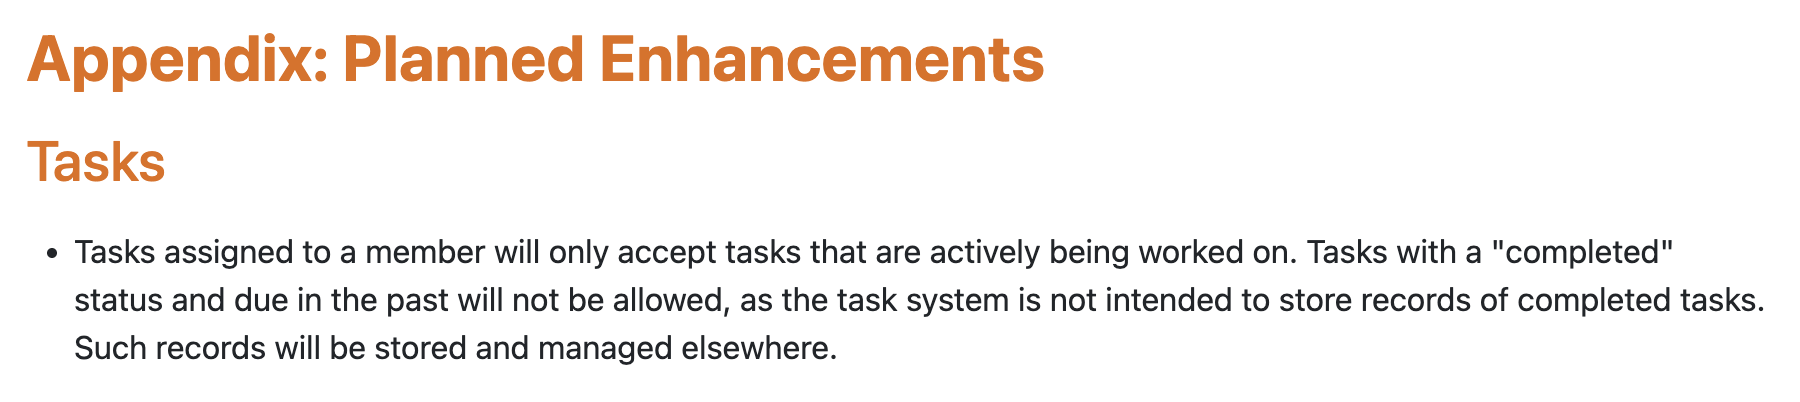 Appendix: Planned Enhancements
Tasks
• Tasks assigned to a member will only accept tasks that are actively being worked on. Tasks with a "completed"
status and due in the past will not be allowed, as the task system is not intended to store records of completed tasks.
Such records will be stored and managed elsewhere.